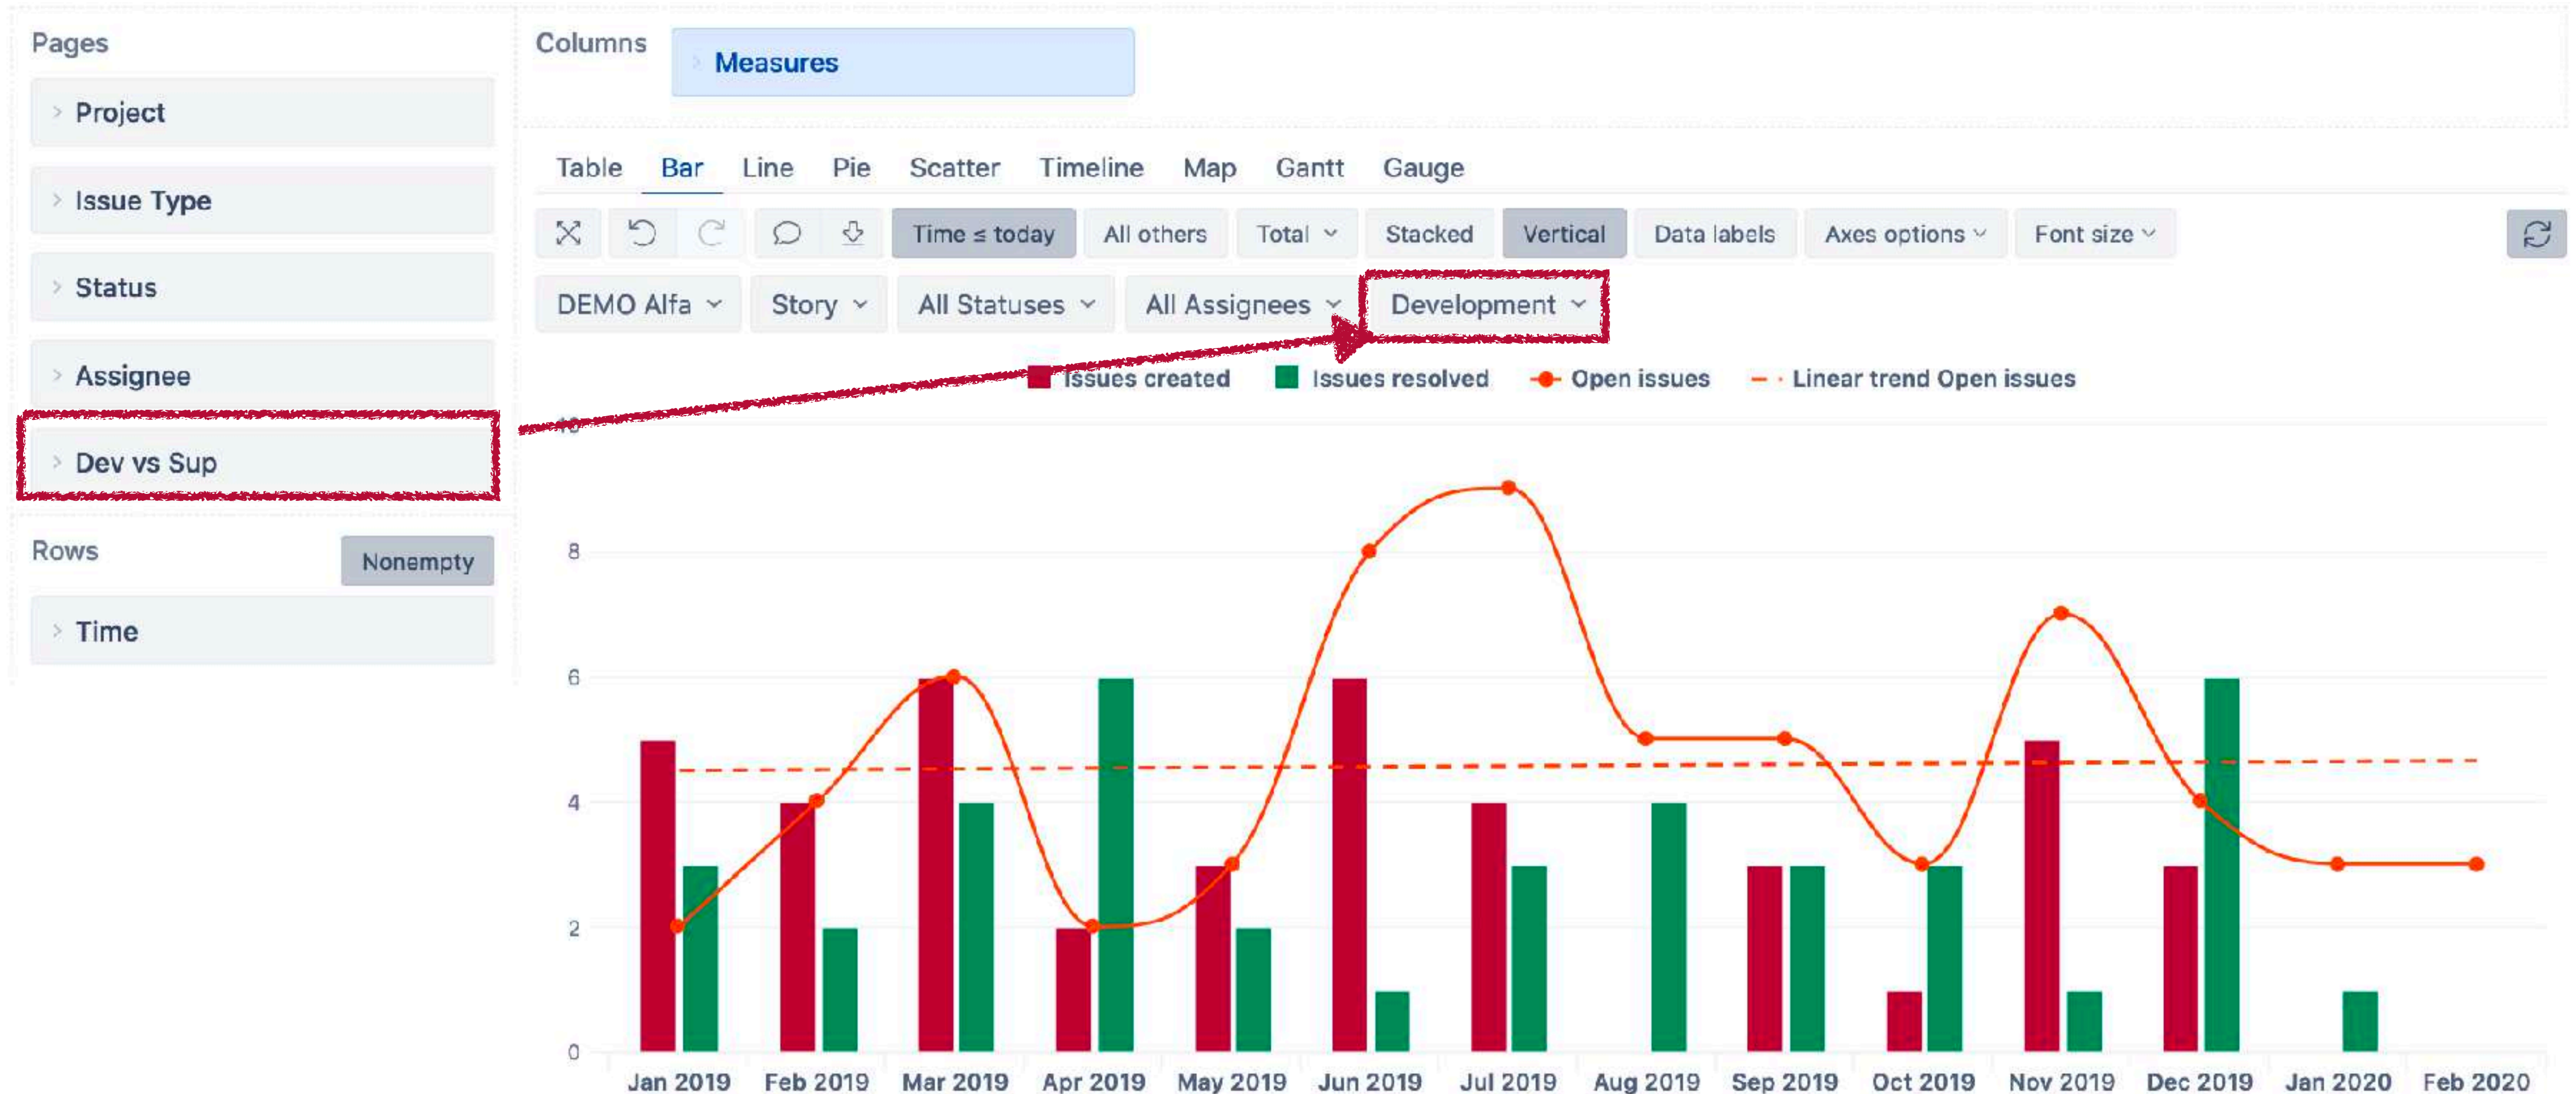 Pages
Project
Issue Type
Status
Assignee
Dev vs Sup
Rows
Nonempty
Time
Columns
Measures
Table Bar Line Pie Scatter Timeline Map Gantt Gauge
Time ≤ today All others Total Stacked Vertical Data labels Axes options Font size
DEMO Alfa Story All Statuses All Assignees Development
Issues created Issues resolved Open issues Linear trend Open issues
10
8
6
4
2
0
Jan 2019 Feb 2019 Mar 2019 Apr 2019 May 2019 Jun 2019 Jul 2019 Aug 2019 Sep 2019 Oct 2019 Nov 2019 Dec 2019 Jan 2020 Feb 2020